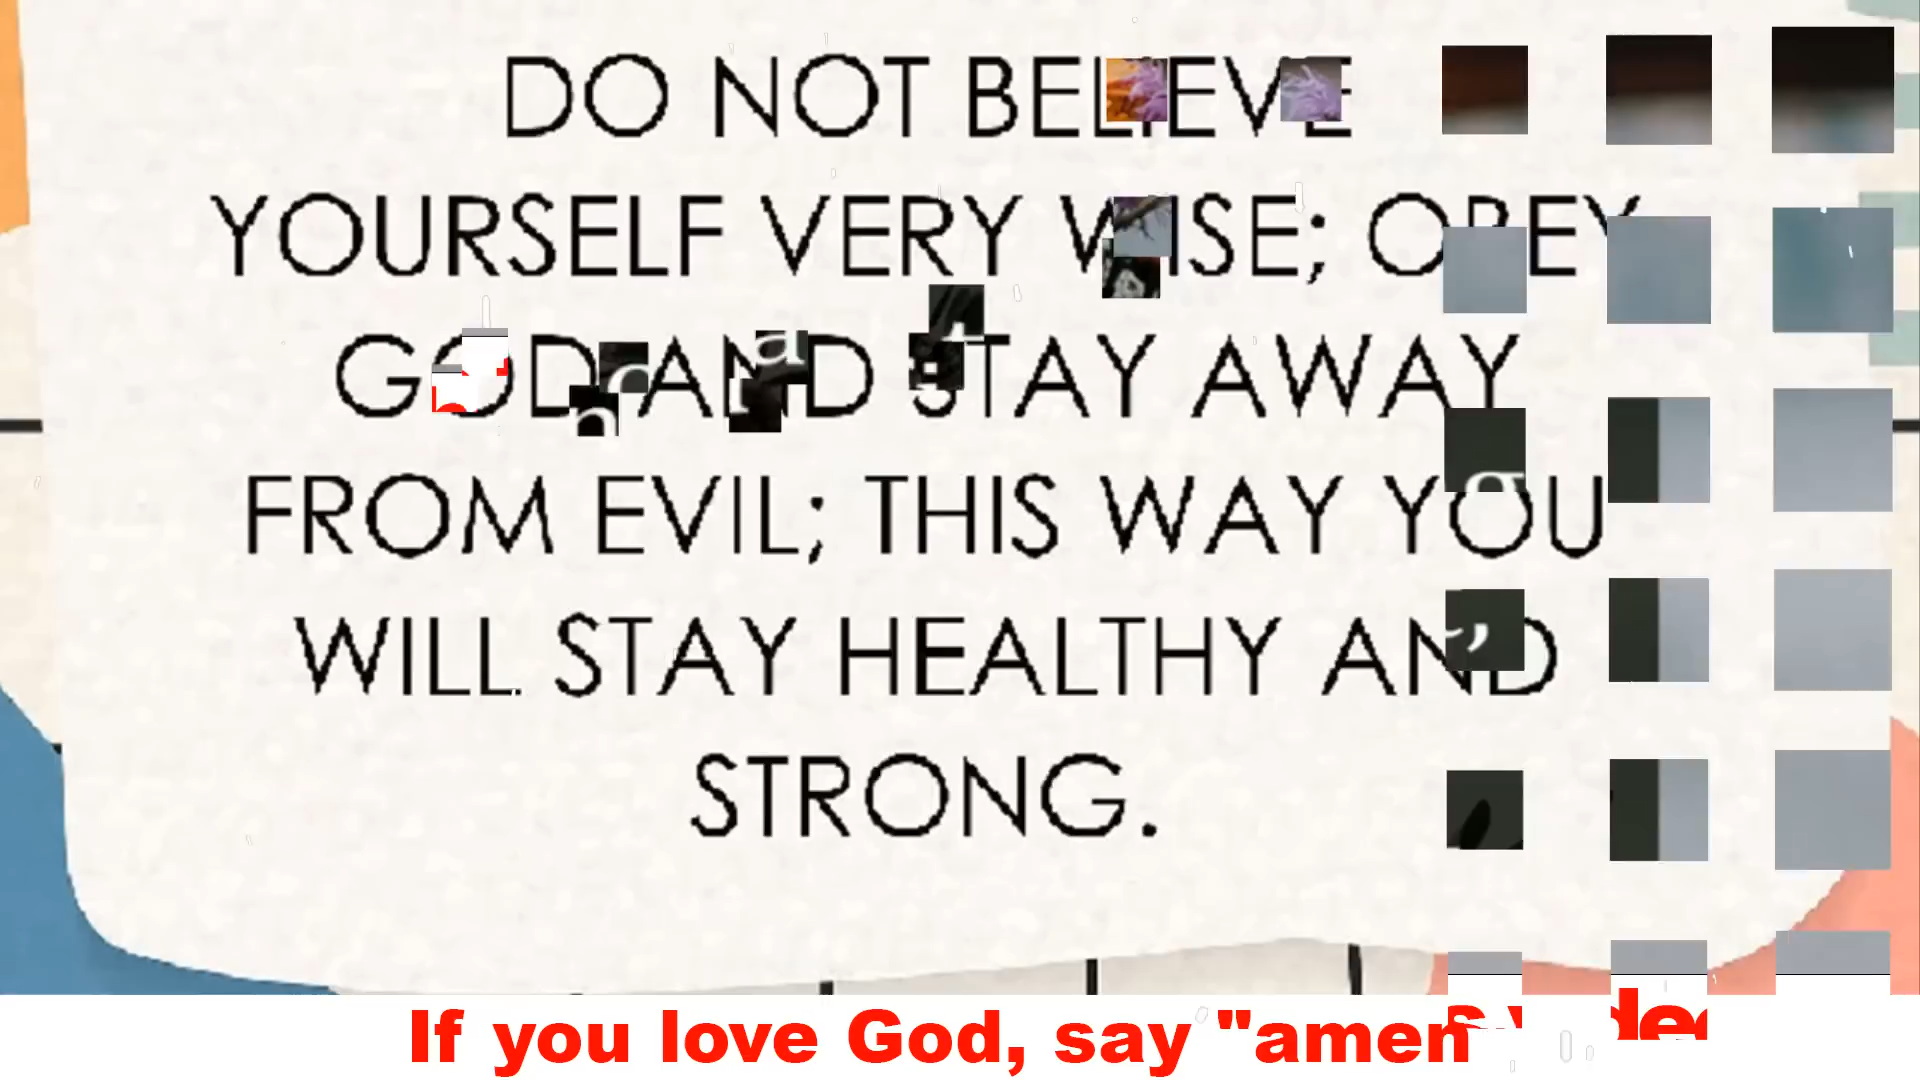 DO NOT BELIEVE
YOURSELF VERY WISE; OBEY
GOD AND STAY AWAY
FROM EVIL; THIS WAY YOU
WILL STAY HEALTHY AND
STRONG.
If you love God, say "amen